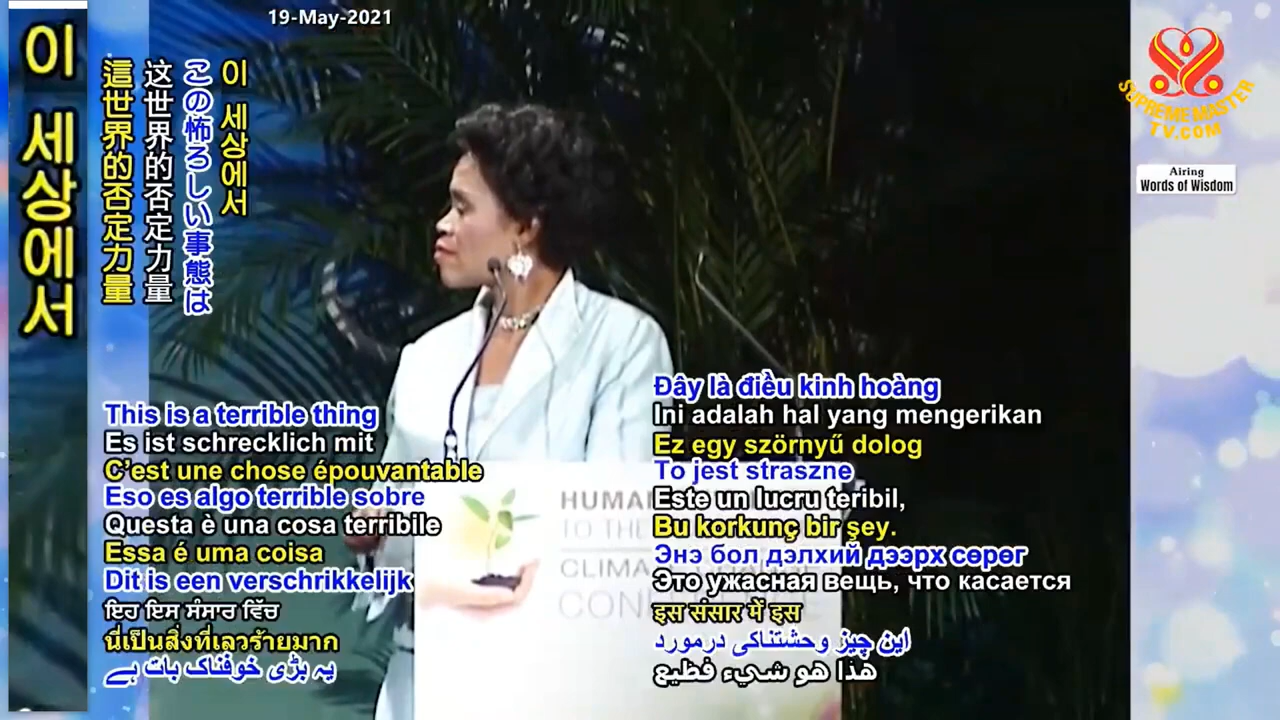 19-May-2021
이 세상에서
이 세상에서
この怖ろしい事態は
这世界的否定力量
這世界的否定力量
SUPREME MASTER
TV.COM
Airing
Words of Wisdom
This is a terrible thing
Es ist schrecklich mit
C'est une chose épouvantable
Eso es algo terrible sobre
Questa è una cosa terribile
Essa é uma coisa
Dit is een verschrikkelijk
ਇਹ ਇਸ ਸੰਸਾਰ ਵਿੱਚ
นี่เป็นสิ่งที่เลวร้ายมาก
یہ بڑی خوفناک بات ہے
Đây là điều kinh hoàng
Ini adalah hal yang mengerikan
Ez egy szörnyű dolog
To jest straszne
Este un lucru teribil,
Bu korkunç bir şey.
Энэ бол дэлхий дээрх сөрөг
Это ужасная вещь, что касается
इस संसार में इस
این چیز وحشتناکی درمورد
هذا هو شيء فظيع
TO THE